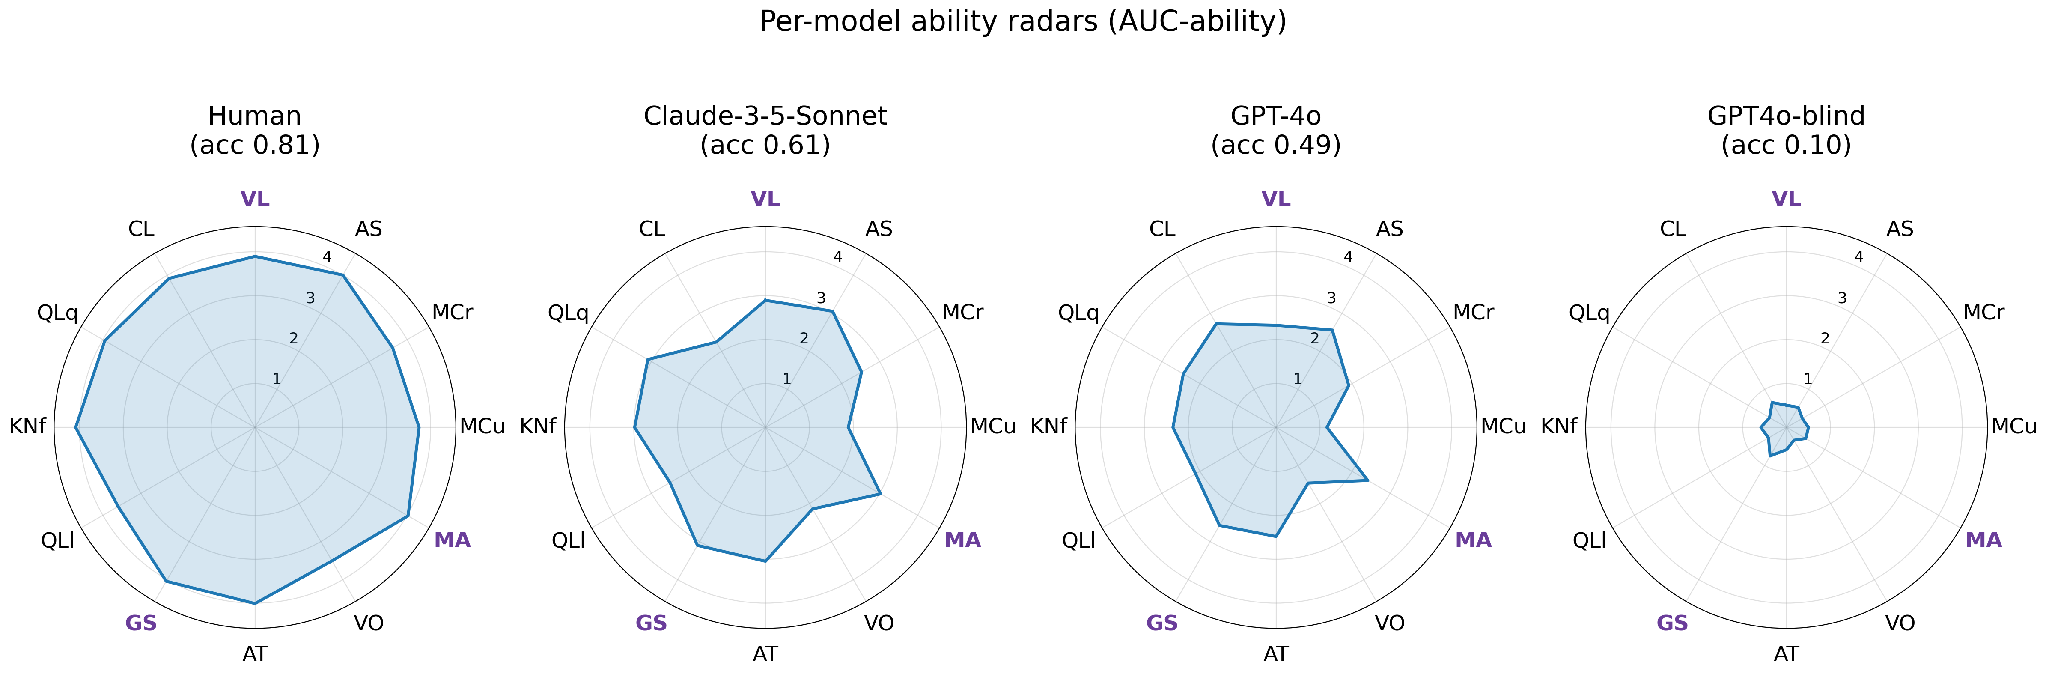 Per-model ability radars (AUC-ability)
Human
(acc 0.81)
VL
AS
MCr
MCu
MA
VO
AT
GS
QLl
KNf
QLq
CL
1
2
3
4
Claude-3-5-Sonnet
(acc 0.61)
VL
AS
MCr
MCu
MA
VO
AT
GS
QLl
KNf
QLq
CL
1
2
3
4
GPT-4o
(acc 0.49)
VL
AS
MCr
MCu
MA
VO
AT
GS
QLl
KNf
QLq
CL
1
2
3
4
GPT4o-blind
(acc 0.10)
VL
AS
MCr
MCu
MA
VO
AT
GS
QLl
KNf
QLq
CL
1
2
3
4